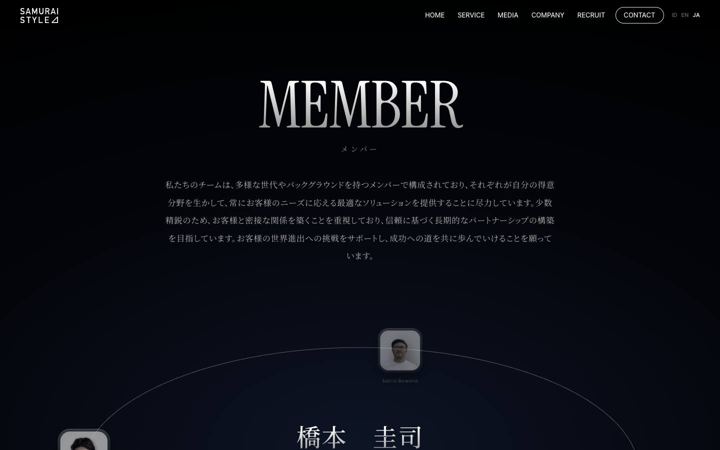 SAMURAI
STYLE
HOME SERVICE MEDIA COMPANY RECRUIT CONTACT ID EN JA
MEMBER
メンバー
私たちのチームは、多様な世代やバックグラウンドを持つメンバーで構成されており、それぞれが自分の得意
分野を生かして、常にお客様のニーズに応える最適なソリューションを提供することに尽力しています。少数
精鋭のため、お客様と密接な関係を築くことを重視しており、信頼に基づく長期的なパートナーシップの構築
を目指しています。お客様の世界進出への挑戦をサポートし、成功への道を共に歩んでいけることを願って
います。
橋本 圭司